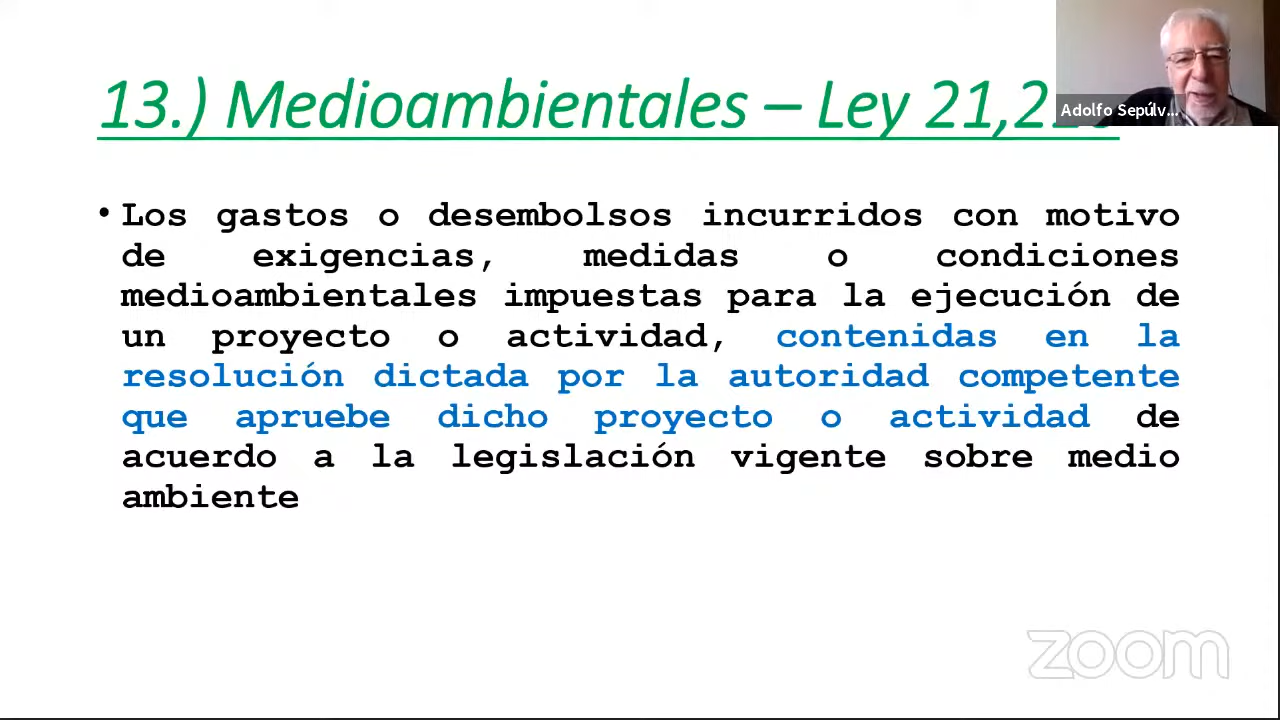 13.) Medioambientales – Ley 21,2
Adolfo Sepúlv...
• Los gastos o desembolsos incurridos con motivo
de exigencias, medidas o condiciones
medioambientales impuestas para la ejecución de
un proyecto o actividad, contenidas en la
resolución dictada por la autoridad competente
que apruebe dicho proyecto o actividad de
acuerdo a la legislación vigente sobre medio
ambiente
zoom